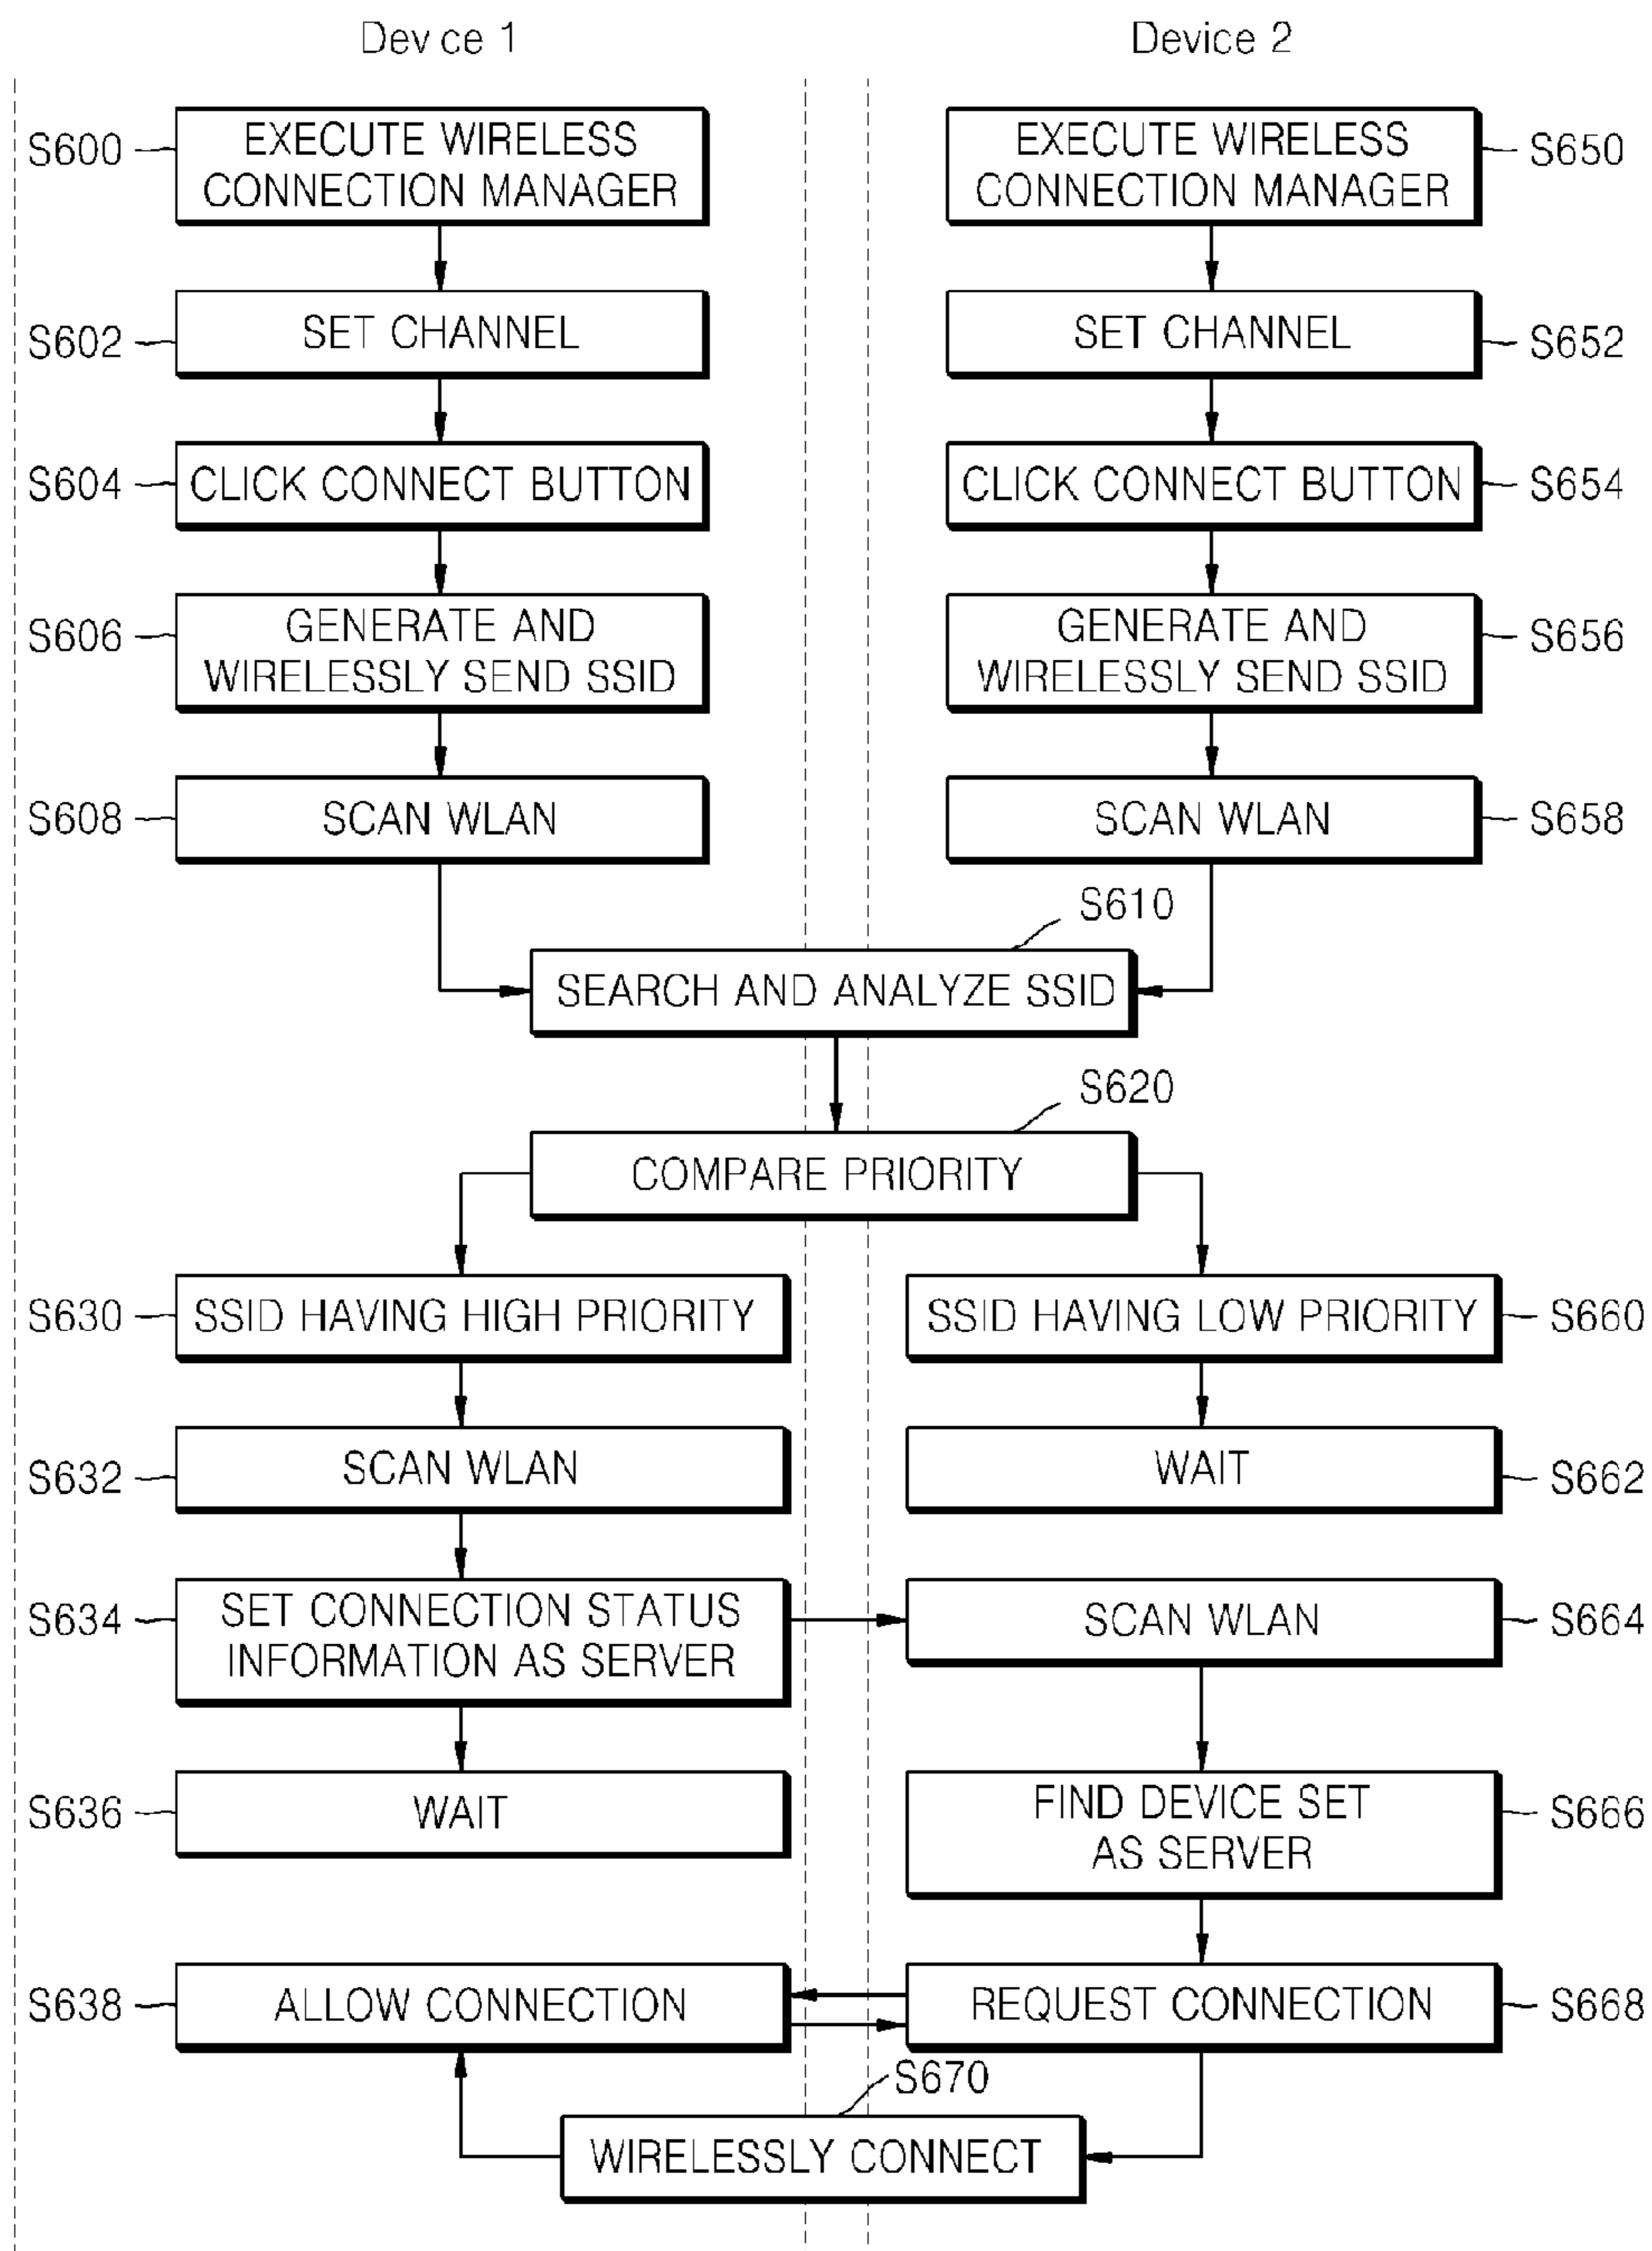 Dev ce 1
Device 2
S600
EXECUTE WIRELESS
CONNECTION MANAGER
EXECUTE WIRELESS
CONNECTION MANAGER
S650
S602
SET CHANNEL
SET CHANNEL
S652
S604
CLICK CONNECT BUTTON
CLICK CONNECT BUTTON
S654
S606
GENERATE AND
WIRELESSLY SEND SSID
GENERATE AND
WIRELESSLY SEND SSID
S656
S608
SCAN WLAN
SCAN WLAN
S658
S610
SEARCH AND ANALYZE SSID
S620
COMPARE PRIORITY
S630
SSID HAVING HIGH PRIORITY
SSID HAVING LOW PRIORITY
S660
S632
SCAN WLAN
WAIT
S662
S634
SET CONNECTION STATUS
INFORMATION AS SERVER
SCAN WLAN
S664
S636
WAIT
FIND DEVICE SET
AS SERVER
S666
S638
ALLOW CONNECTION
REQUEST CONNECTION
S668
S670
WIRELESSLY CONNECT